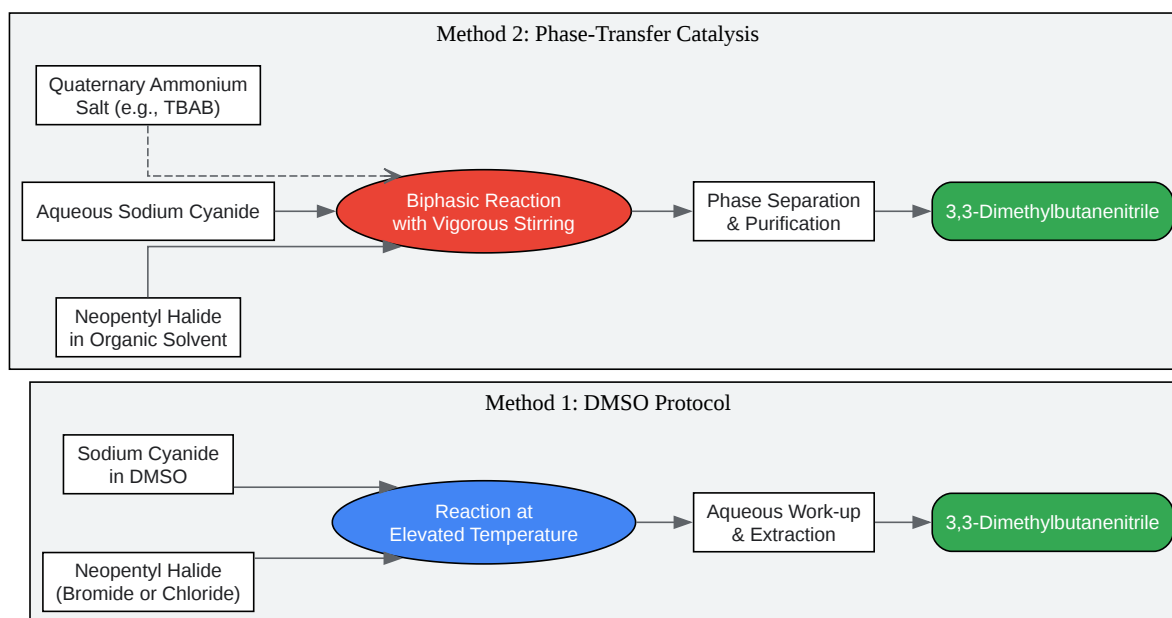 Method 2: Phase-Transfer Catalysis
Quaternary Ammonium
Salt (e.g., TBAB)
Aqueous Sodium Cyanide
Neopentyl Halide
in Organic Solvent
Biphasic Reaction
with Vigorous Stirring
Phase Separation
& Purification
3,3-Dimethylbutanenitrile
Method 1: DMSO Protocol
Sodium Cyanide
in DMSO
Neopentyl Halide
(Bromide or Chloride)
Reaction at
Elevated Temperature
Aqueous Work-up
& Extraction
3,3-Dimethylbutanenitrile